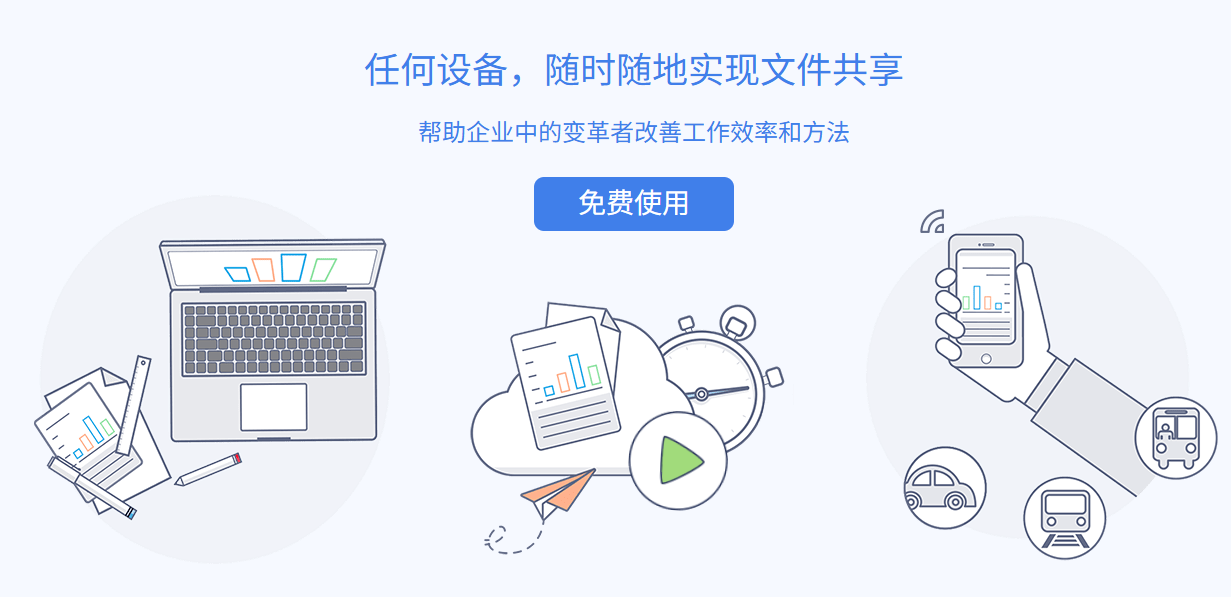 任何设备，随时随地实现文件共享
帮助企业中的变革者改善工作效率和方法
免费使用